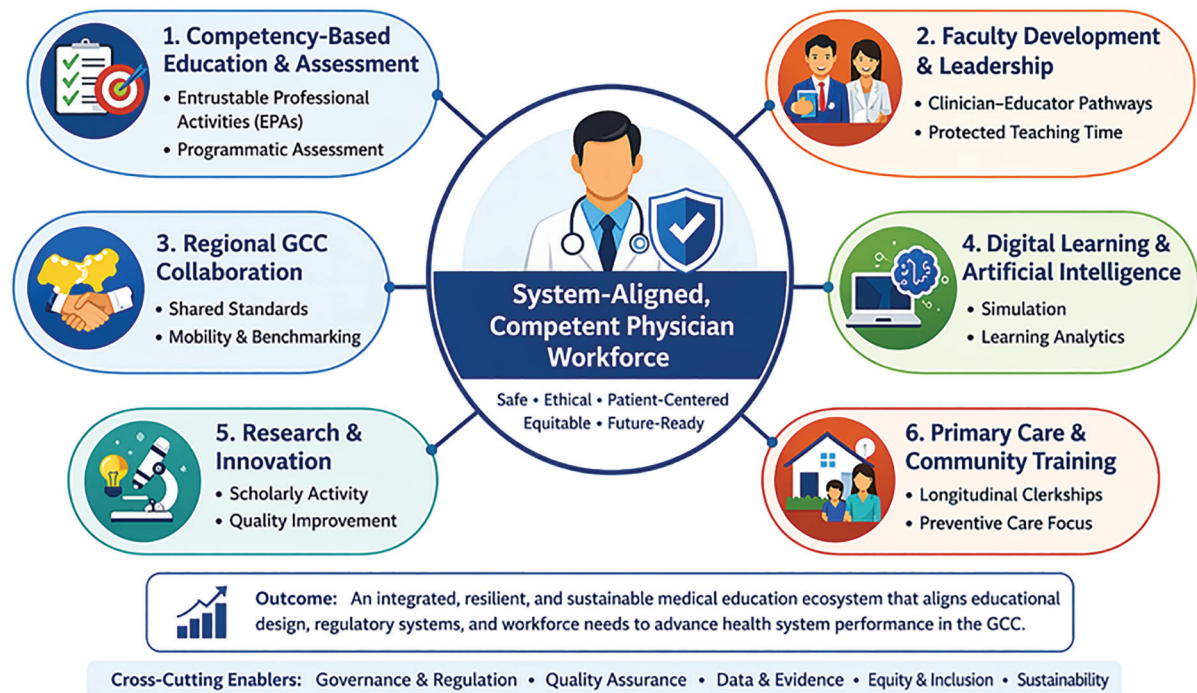 1. Competency-Based
Education & Assessment
• Entrustable Professional
Activities (EPAs)
• Programmatic Assessment
2. Faculty Development
& Leadership
• Clinician–Educator Pathways
• Protected Teaching Time
3. Regional GCC
Collaboration
• Shared Standards
• Mobility & Benchmarking
System-Aligned,
Competent Physician
Workforce
Safe • Ethical • Patient-Centered
Equitable • Future-Ready
4. Digital Learning &
Artificial Intelligence
• Simulation
• Learning Analytics
5. Research &
Innovation
• Scholarly Activity
• Quality Improvement
6. Primary Care &
Community Training
• Longitudinal Clerkships
• Preventive Care Focus
Outcome: An integrated, resilient, and sustainable medical education ecosystem that aligns educational
design, regulatory systems, and workforce needs to advance health system performance in the GCC.
Cross-Cutting Enablers: Governance & Regulation • Quality Assurance • Data & Evidence • Equity & Inclusion • Sustainability